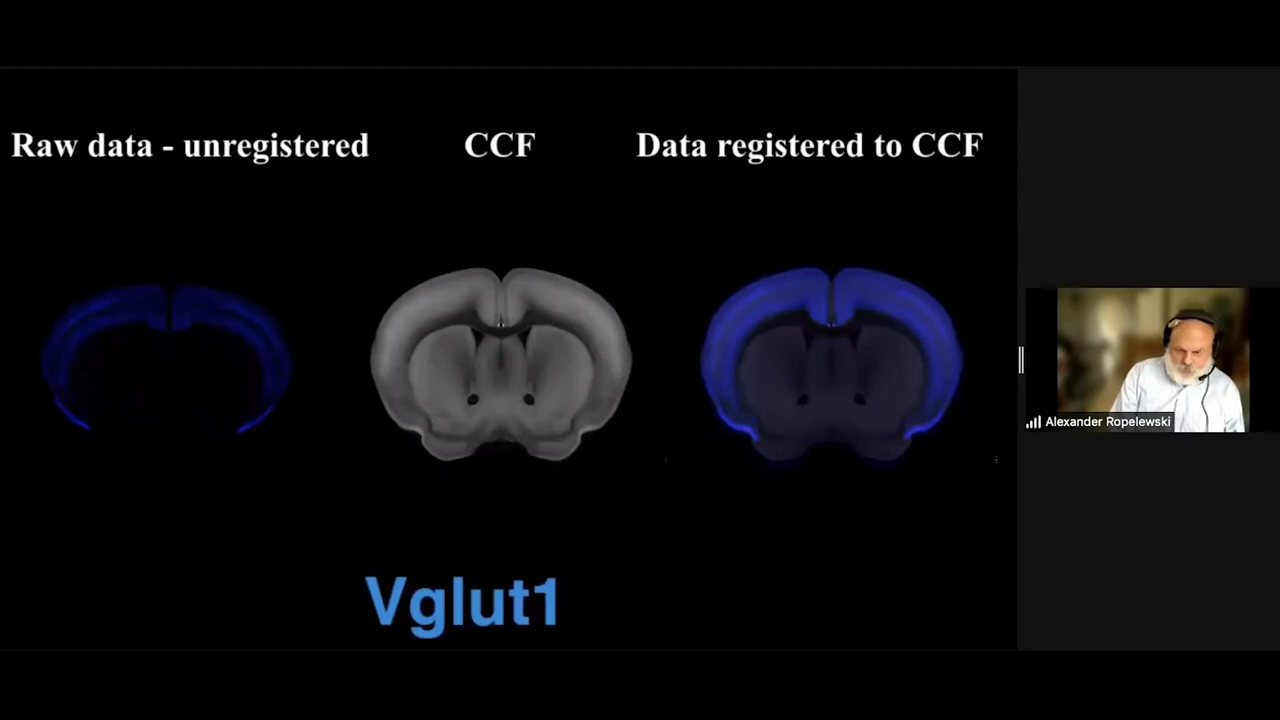 Raw data - unregistered
CCF
Data registered to CCF
Vglut1
Alexander Ropelewski